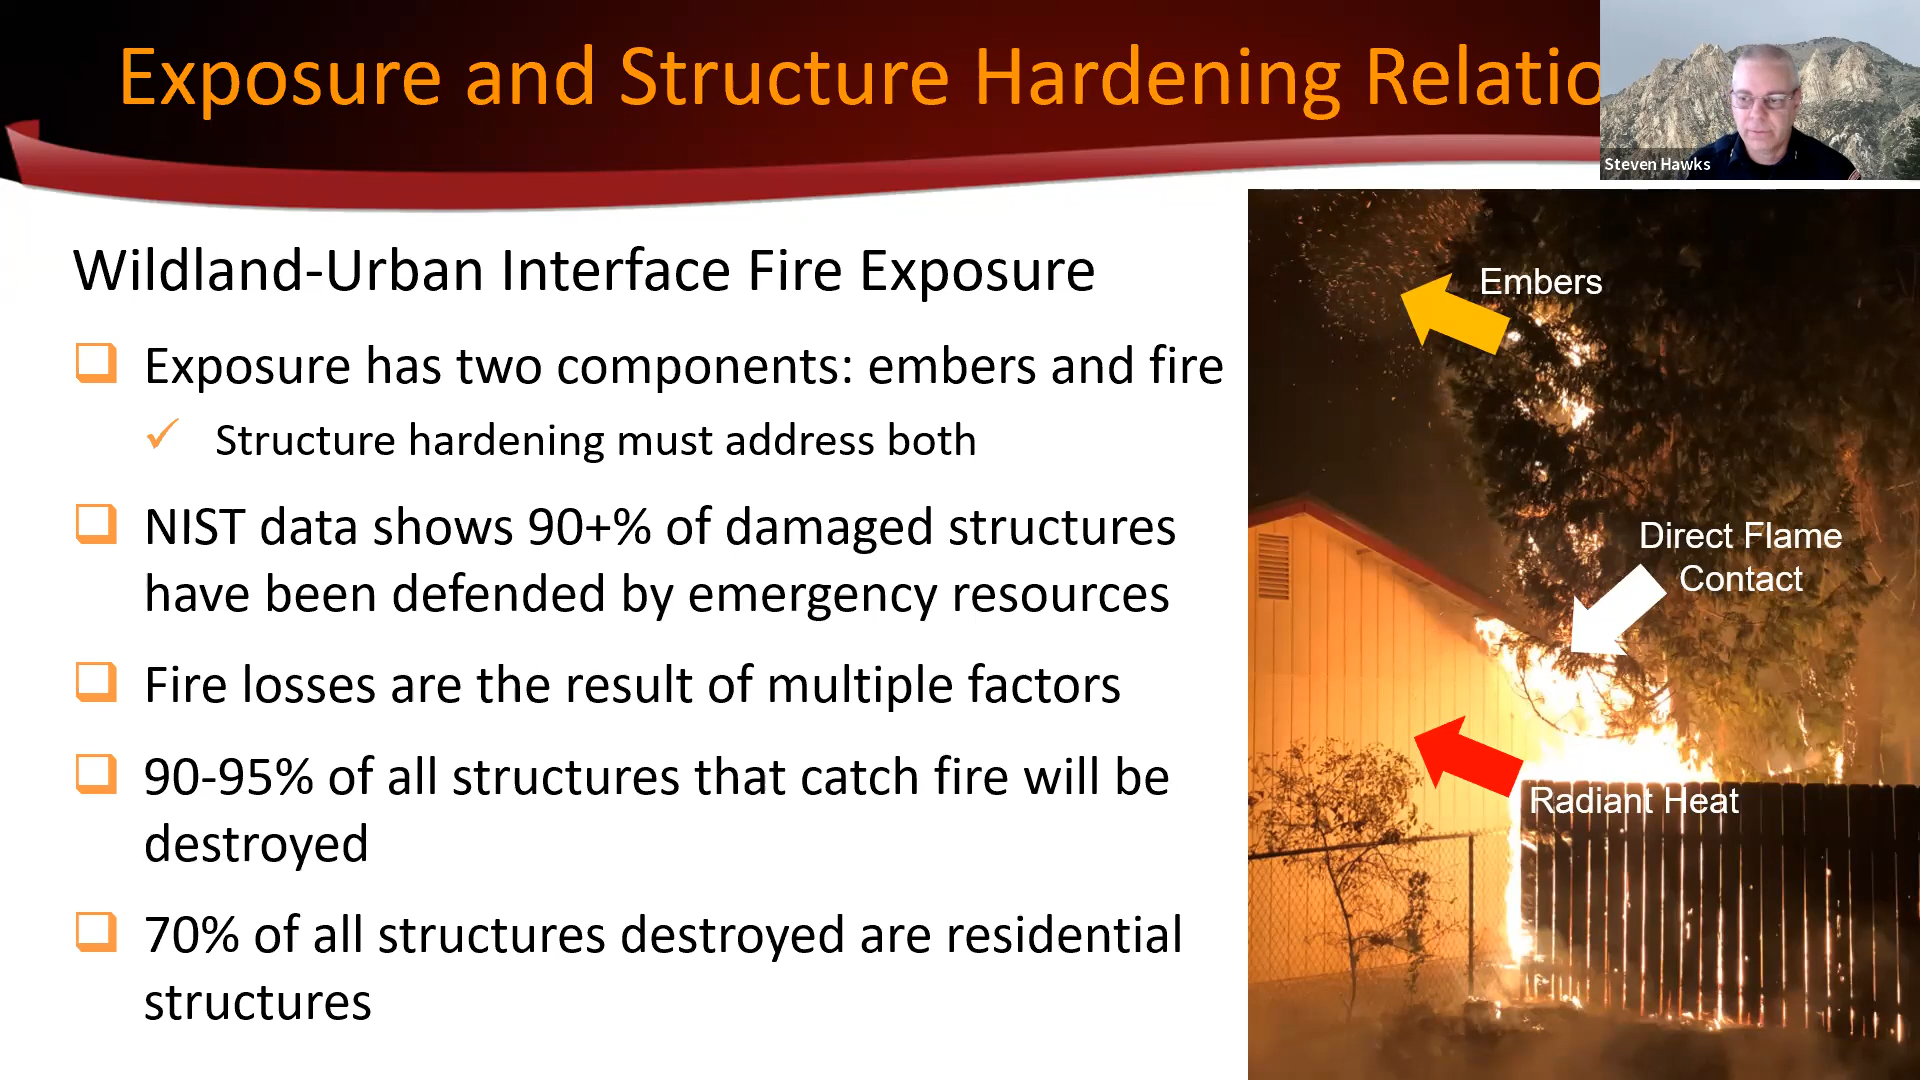 Exposure and Structure Hardening Relatio
Steven Hawks
Wildland-Urban Interface Fire Exposure
Exposure has two components: embers and fire
Structure hardening must address both
NIST data shows 90+% of damaged structures
have been defended by emergency resources
Fire losses are the result of multiple factors
90-95% of all structures that catch fire will be
destroyed
70% of all structures destroyed are residential
structures
Embers
Direct Flame
Contact
Radiant Heat